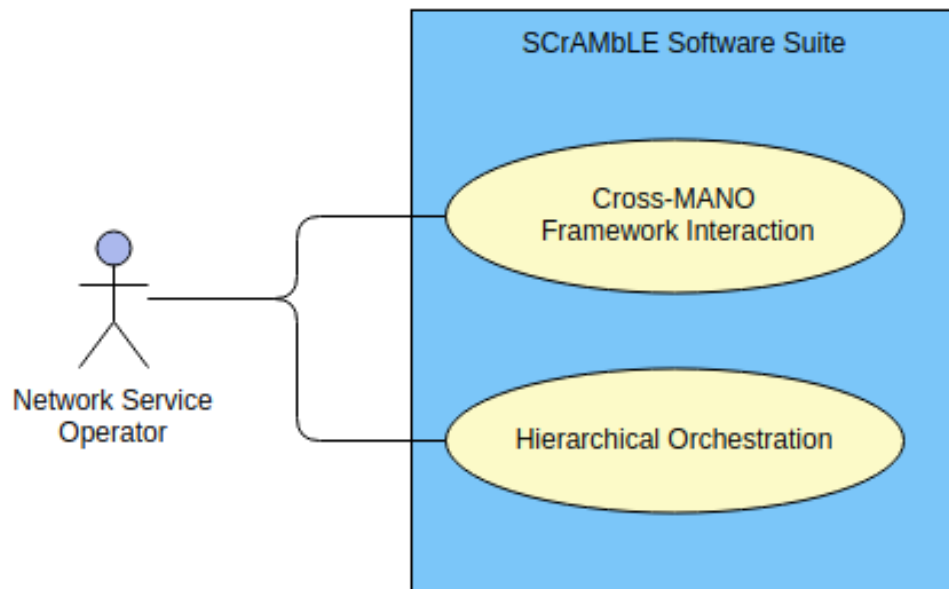 SCrAMbLE Software Suite
Cross-MANO
Framework Interaction
Network Service
Operator
Hierarchical Orchestration